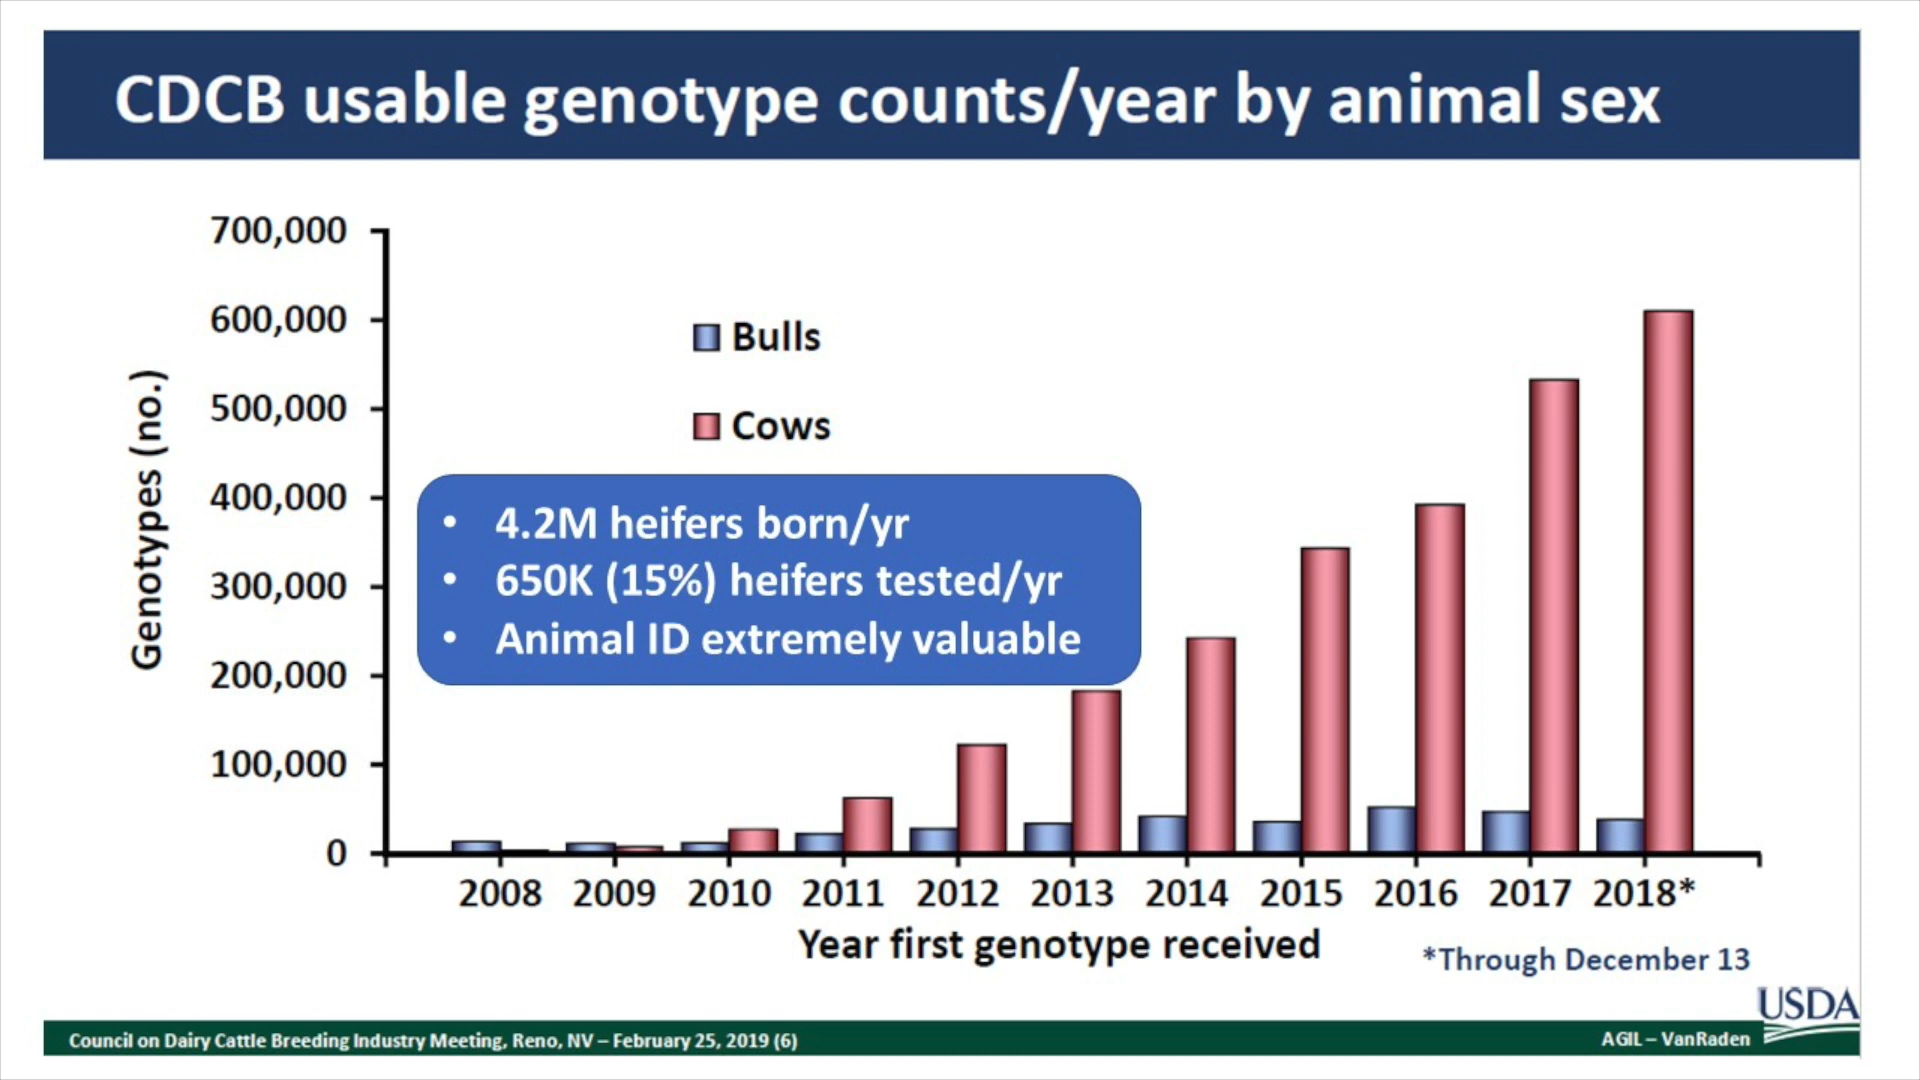 CDCB usable genotype counts/year by animal sex
700,000
600,000
500,000
400,000
300,000
200,000
100,000
0
Genotypes (no.)
Bulls
Cows
• 4.2M heifers born/yr
• 650K (15%) heifers tested/yr
• Animal ID extremely valuable
2008 2009 2010 2011 2012 2013 2014 2015 2016 2017 2018*
Year first genotype received
*Through December 13
USDA
Council on Dairy Cattle Breeding Industry Meeting, Reno, NV – February 25, 2019 (6)
AGIL – VanRaden